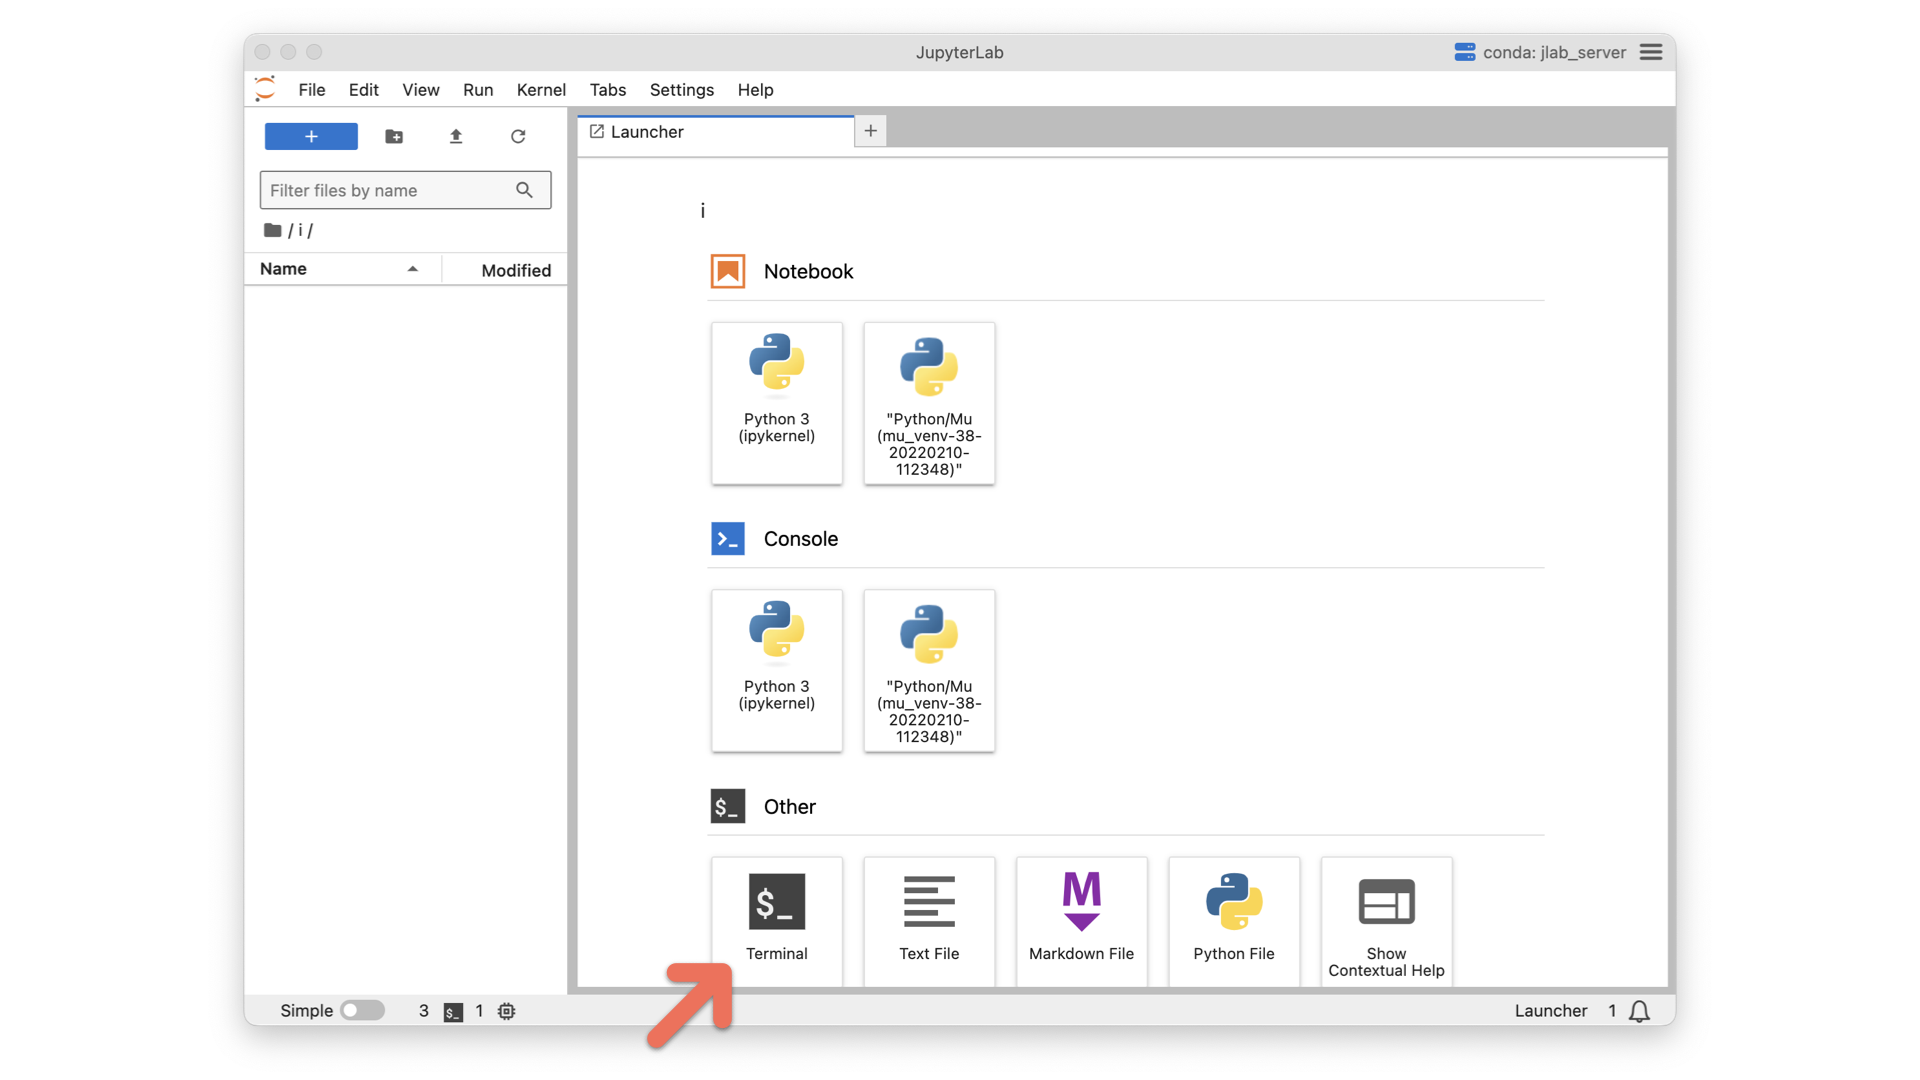 JupyterLab
conda: jlab_server
File Edit View Run Kernel Tabs Settings Help
+
Launcher
+
Filter files by name
/ i /
Name Modified
i
Notebook
Python 3
(ipykernel)
"Python/Mu
(mu_venv-38-
20220210-
112348)"
>_ Console
Python 3
(ipykernel)
"Python/Mu
(mu_venv-38-
20220210-
112348)"
$_ Other
$_
Terminal
Text File
M
Markdown File
Python File
Show
Contextual Help
Simple 3 $_ 1
Launcher 1